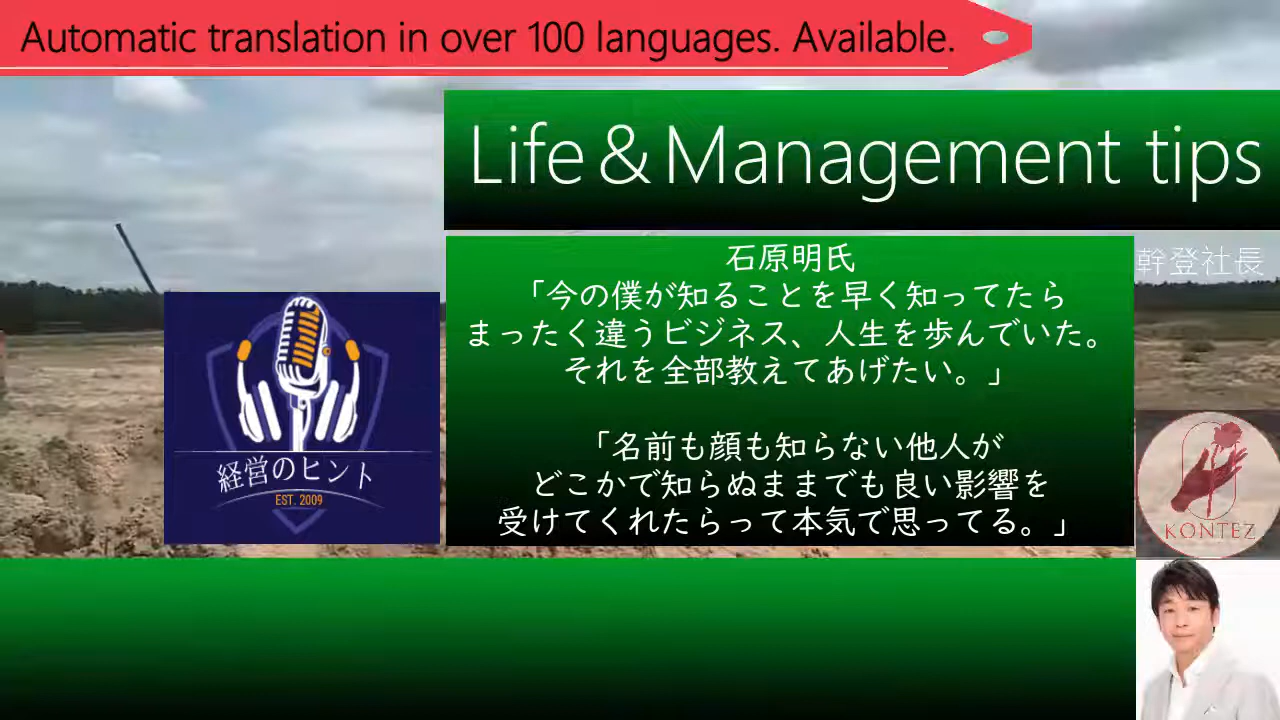 Automatic translation in over 100 languages. Available.
Life＆Management tips
石原明氏
「今の僕が知ることを早く知ってたら
まったく違うビジネス、人生を歩んでいた。
それを全部教えてあげたい。」
「名前も顔も知らない他人が
どこかで知らぬままでも良い影響を
受けてくれたらって本気で思ってる。」
幹登社長
経営のヒント
EST. 2009
KONTEZ